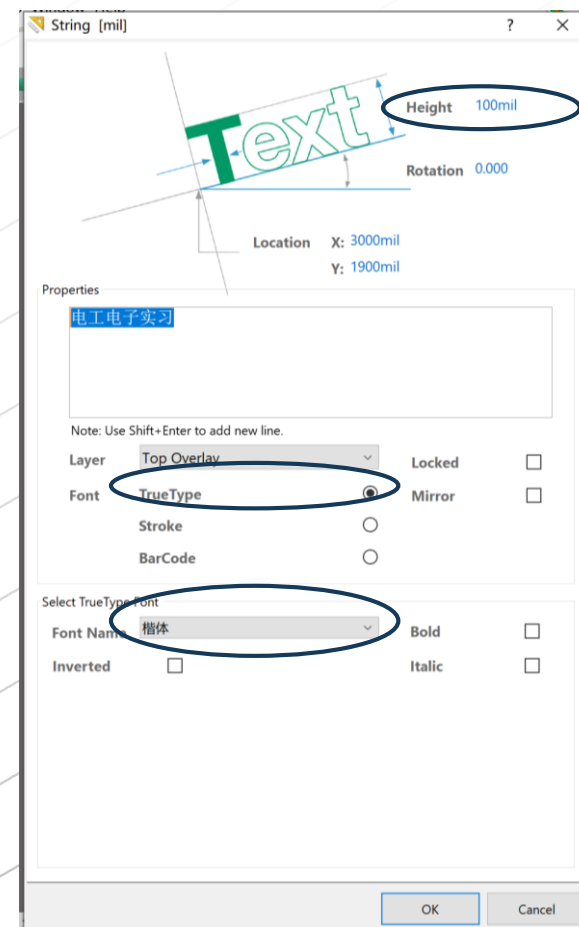 Window Help
String [mil] ? ×
Text
Height 100mil
Rotation 0.000
Location X: 3000mil
Y: 1900mil
Properties
电工电子实习
Note: Use Shift+Enter to add new line.
Layer Top Overlay Locked
Font TrueType Mirror
Stroke
BarCode
Select TrueType Font
Font Name 楷体 Bold
Inverted Italic
OK Cancel